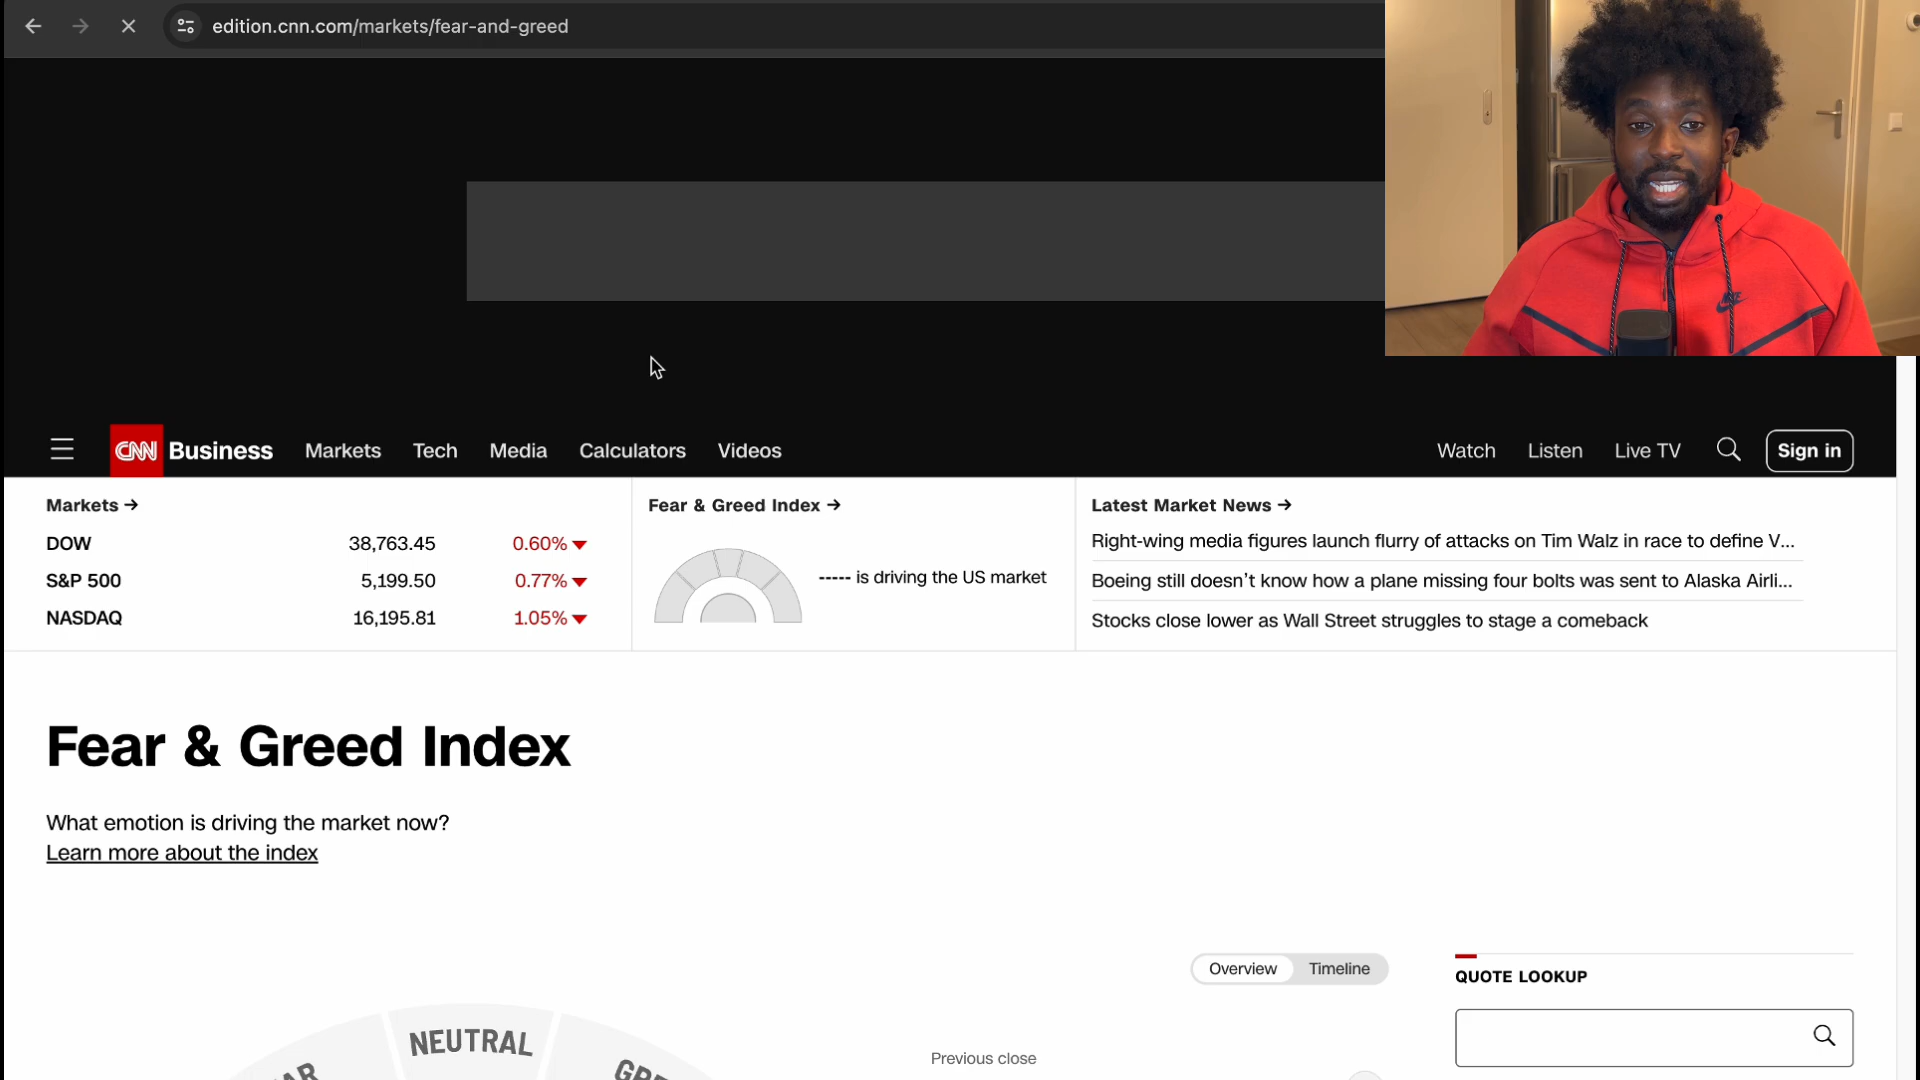 edition.cnn.com/markets/fear-and-greed
CNN Business Markets Tech Media Calculators Videos Watch Listen Live TV Sign in
Markets →
DOW 38,763.45 0.60%
S&P 500 5,199.50 0.77%
NASDAQ 16,195.81 1.05%
Fear & Greed Index →
----- is driving the US market
Latest Market News →
Right-wing media figures launch flurry of attacks on Tim Walz in race to define V...
Boeing still doesn't know how a plane missing four bolts was sent to Alaska Airli...
Stocks close lower as Wall Street struggles to stage a comeback
Fear & Greed Index
What emotion is driving the market now?
Learn more about the index
Overview Timeline
QUOTE LOOKUP
NEUTRAL
Previous close
NIKE